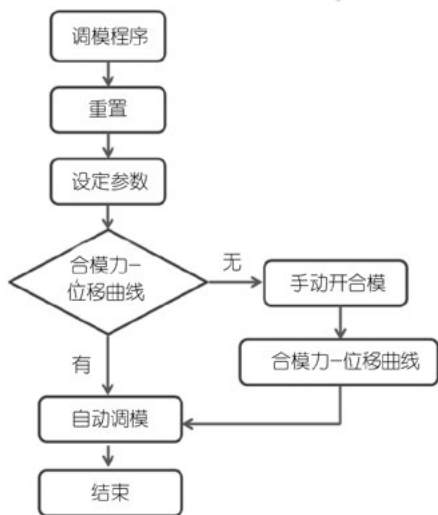 调模程序
重置
设定参数
合模力-
位移曲线
无
手动开合模
合模力-位移曲线
有
自动调模
结束